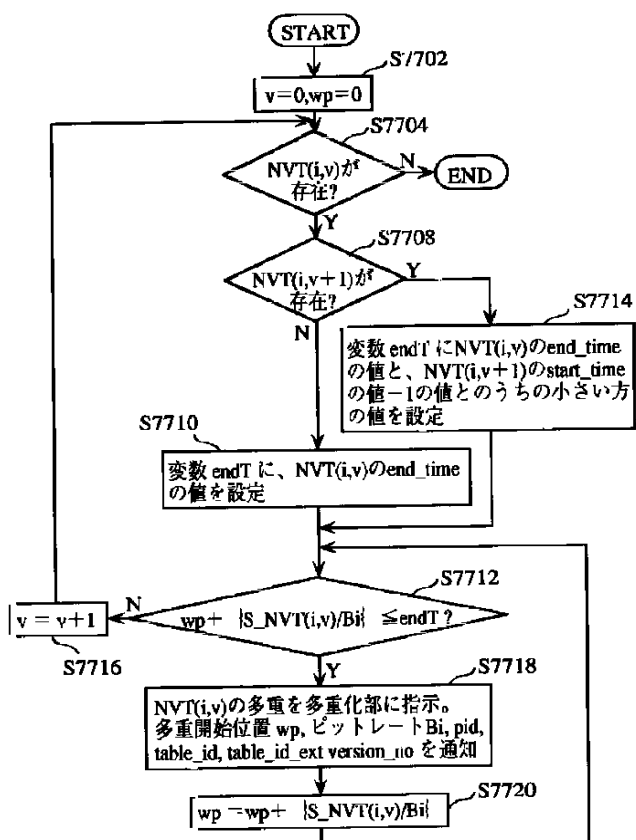 START
S7702
v=0,wp=0
S7704
NVT(i,v)が
存在?
N
END
Y
S7708
NVT(i,v+1)が
存在?
Y
N
S7714
変数 endT にNVT(i,v)のend_time
の値と、NVT(i,v+1)のstart_time
の値−1の値とのうちの小さい方
の値を設定
S7710
変数 endT に、NVT(i,v)のend_time
の値を設定
S7712
wp+ {S_NVT(i,v)/Bi} ≦endT?
N
v = v+1
S7716
Y
S7718
NVT(i,v)の多重を多重化部に指示。
多重開始位置 wp, ビットレートBi, pid,
table_id, table_id_ext version_no を通知
S7720
wp =wp+ {S_NVT(i,v)/Bi}